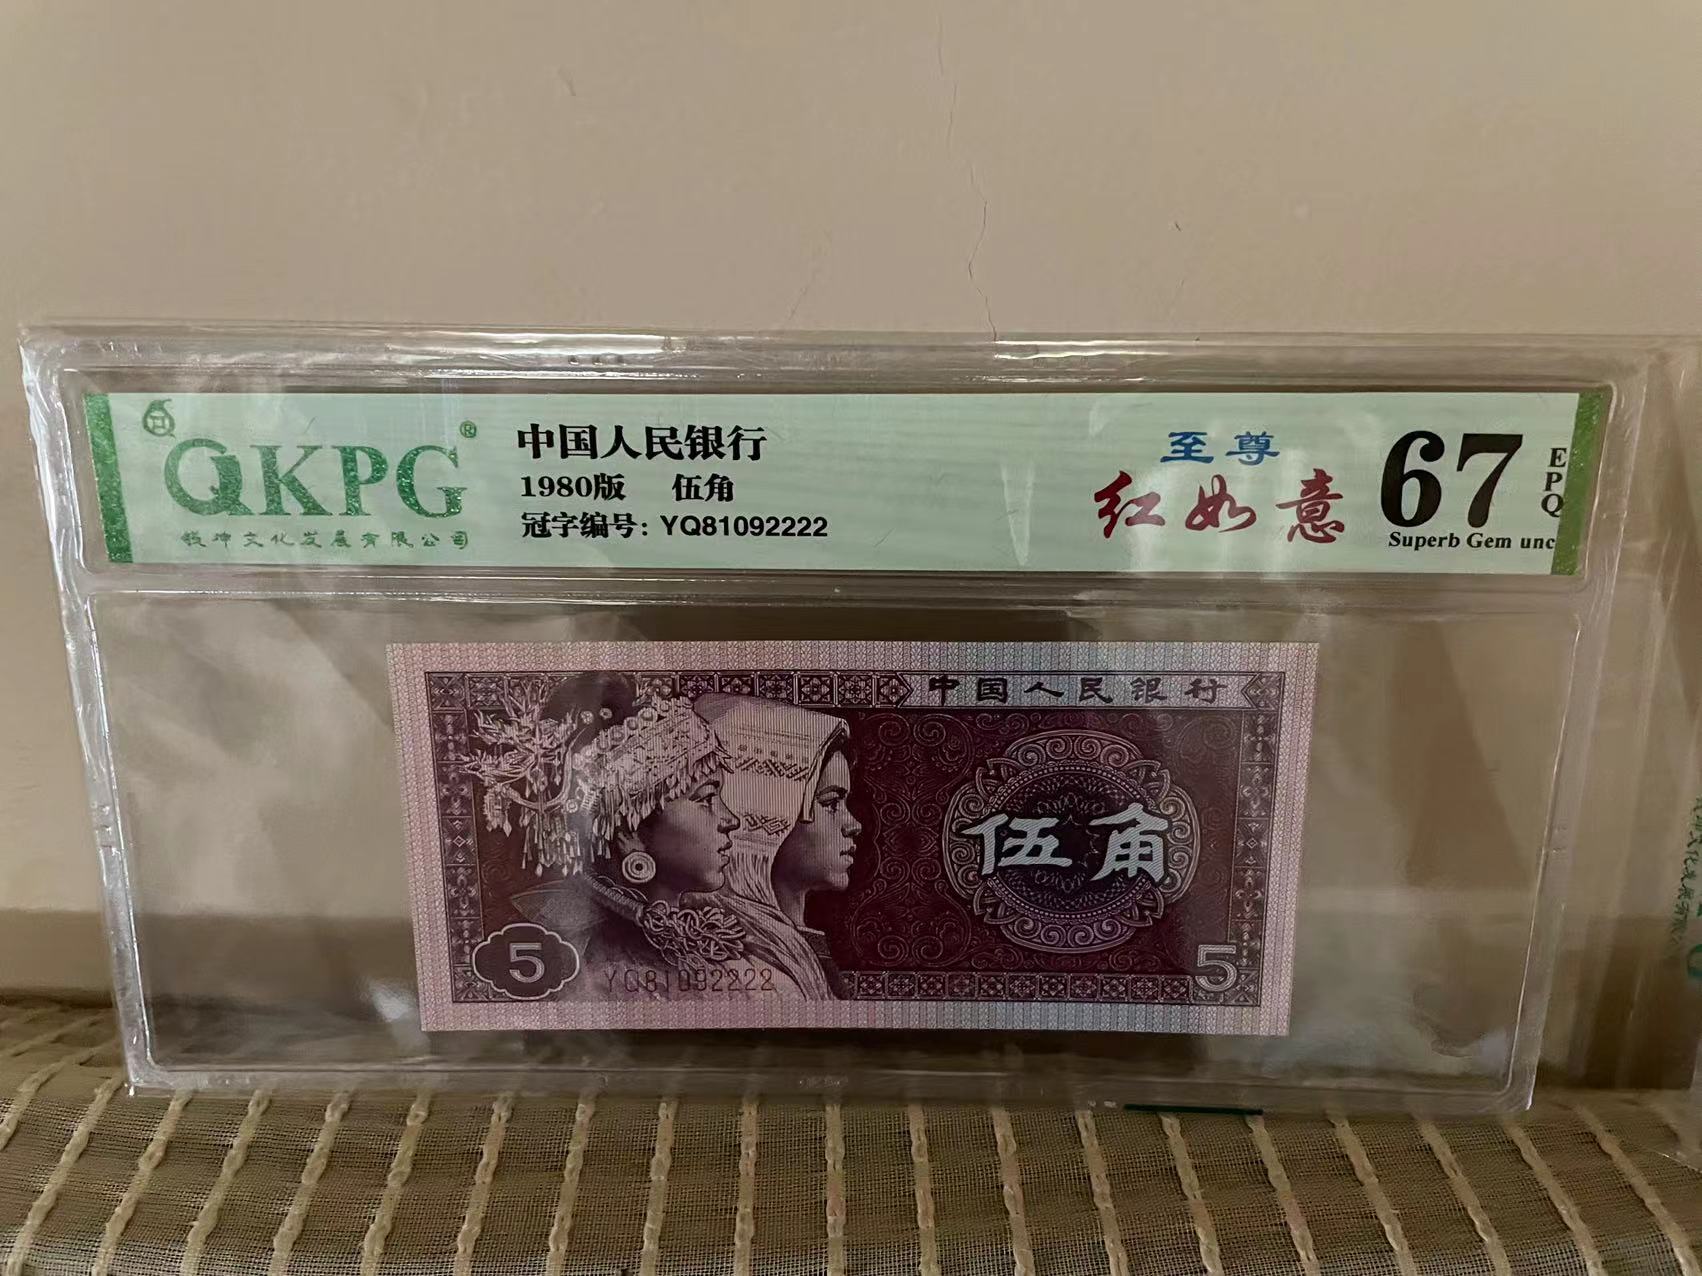 QKPG®
钱坤文化发展有限公司
中国人民银行
1980版 伍角
冠字编号: YQ81092222
至尊
红如意
67
EPQ
Superb Gem unc
中国人民银行
伍角
5
YQ81092222
5